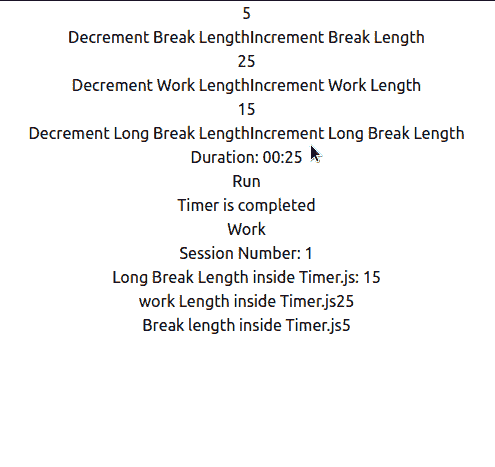 5
Decrement Break LengthIncrement Break Length
25
Decrement Work LengthIncrement Work Length
15
Decrement Long Break LengthIncrement Long Break Length
Duration: 00:25
Run
Timer is completed
Work
Session Number: 1
Long Break Length inside Timer.js: 15
work Length inside Timer.js25
Break length inside Timer.js5